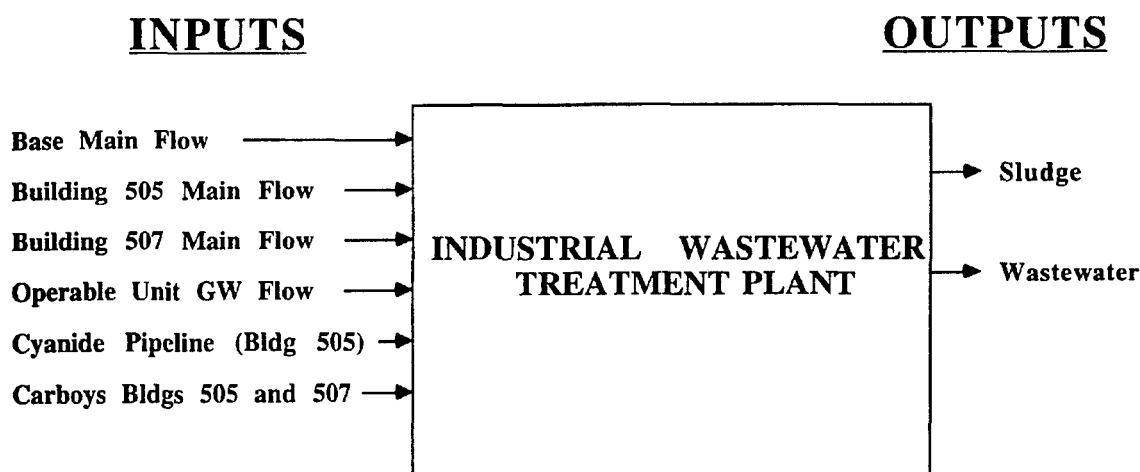 INPUTS
OUTPUTS
Base Main Flow
Building 505 Main Flow
Building 507 Main Flow
Operable Unit GW Flow
Cyanide Pipeline (Bldg 505)
Carboys Bldgs 505 and 507
INDUSTRIAL WASTEWATER
TREATMENT PLANT
Sludge
Wastewater